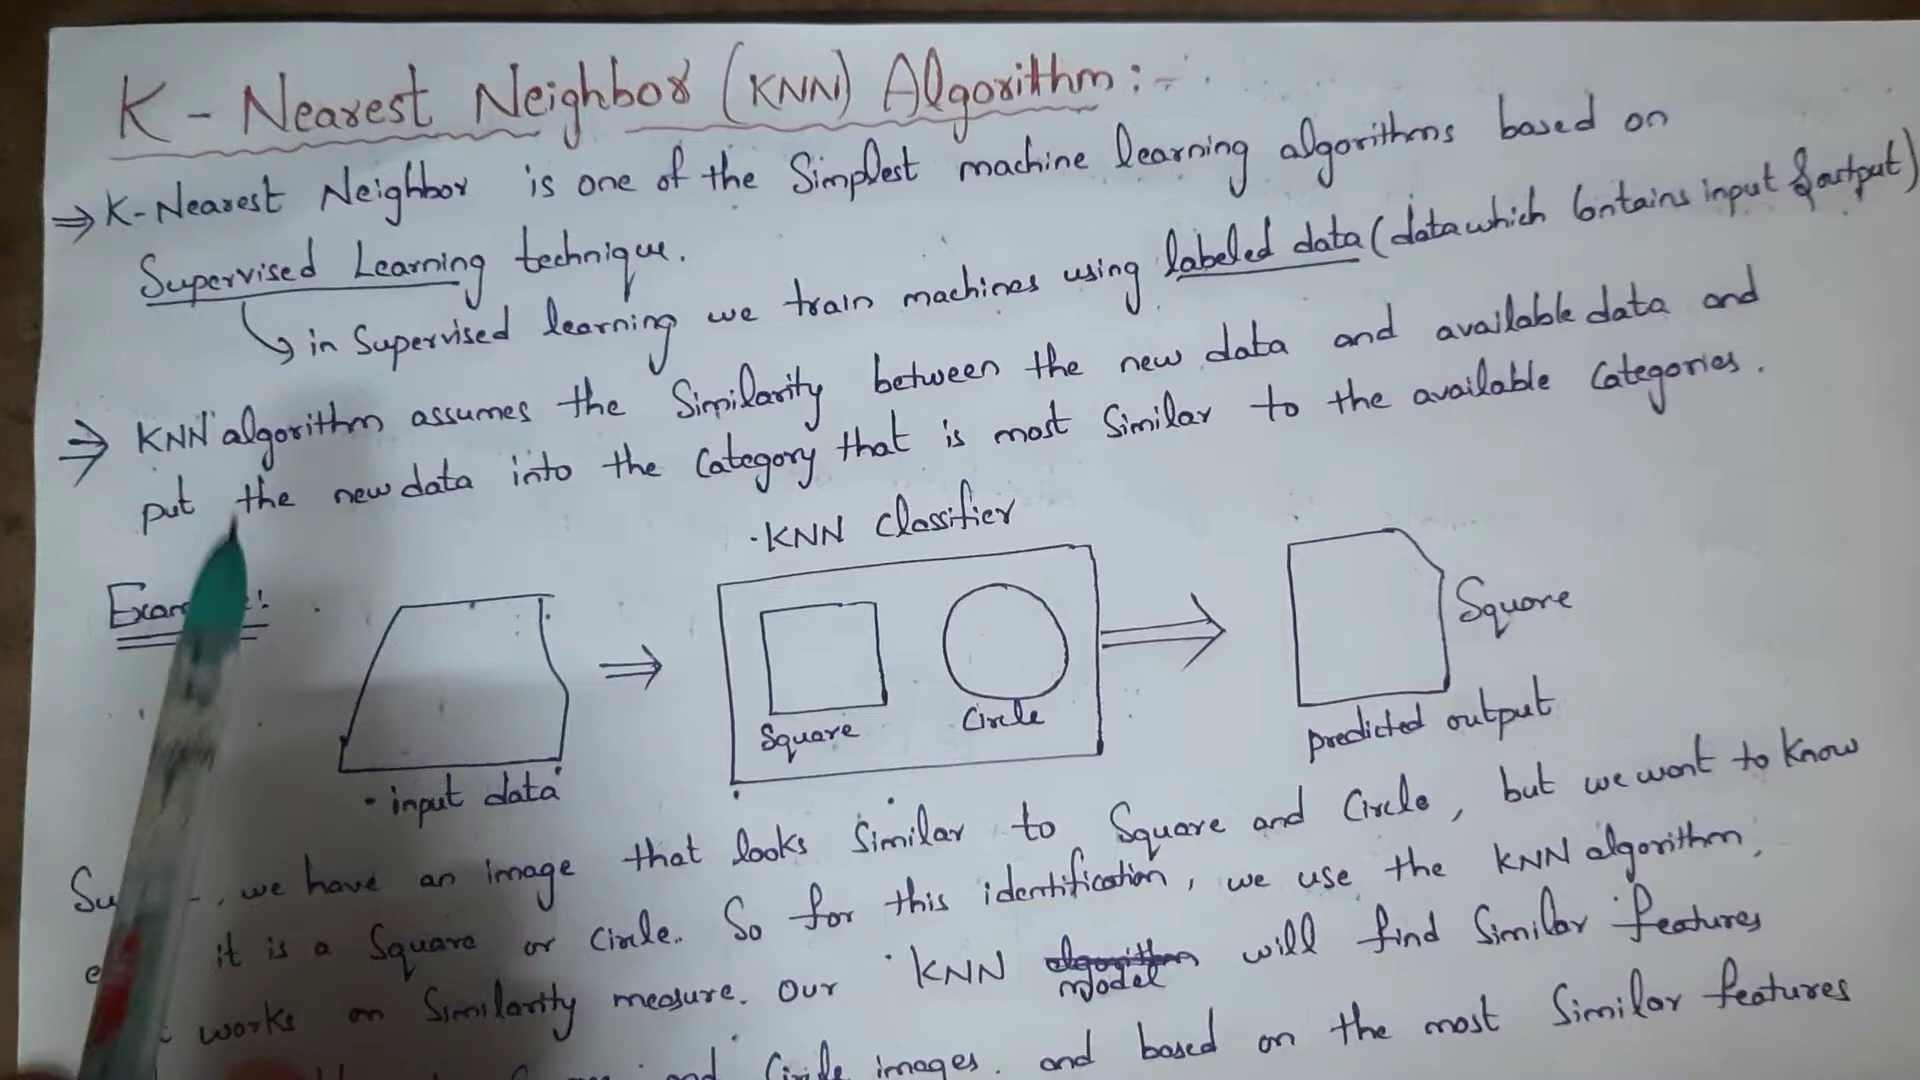 K - Nearest Neighbor (KNN) Algorithm :-
⇒ K-Nearest Neighbor is one of the Simplest machine learning algorithms based on
Supervised Learning technique.
↳ in Supervised learning we train machines using labeled data (data which Contains input & output)
⇒ KNN algorithm assumes the Similarity between the new data and available data and
put the new data into the Category that is most Similar to the available Categories.
Example:
· KNN Classifier
Square
Circle
Square
· input data
predicted output
we have an image that looks Similar to Square and Circle, but we want to know
it is a Square or Circle. So for this identification, we use the KNN algorithm,
works on Similarity measure. Our KNN algorithm model will find Similar features
and Circle images. and based on the most Similar features